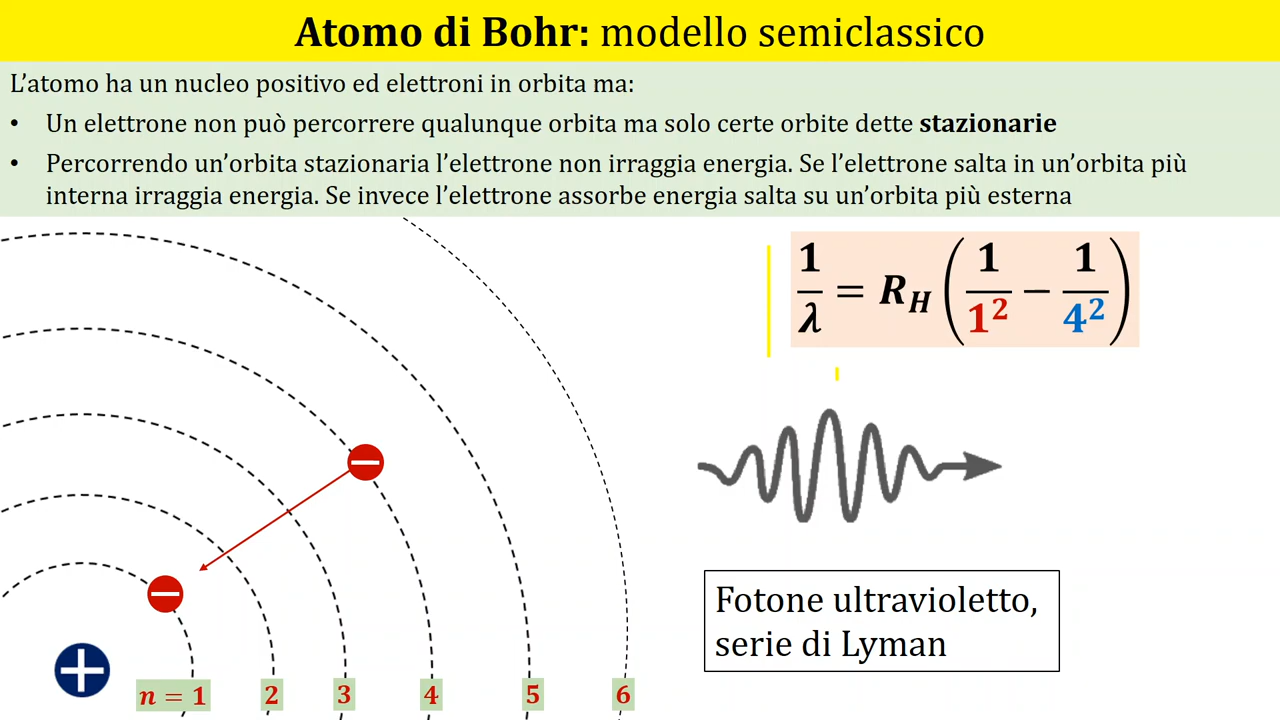 Atomo di Bohr: modello semiclassico
L’atomo ha un nucleo positivo ed elettroni in orbita ma:
• Un elettrone non può percorrere qualunque orbita ma solo certe orbite dette stazionarie
• Percorrendo un’orbita stazionaria l’elettrone non irraggia energia. Se l’elettrone salta in un’orbita più
interna irraggia energia. Se invece l’elettrone assorbe energia salta su un’orbita più esterna
1/λ = R_H (1/1² − 1/4²)
Fotone ultravioletto,
serie di Lyman
n = 1 2 3 4 5 6